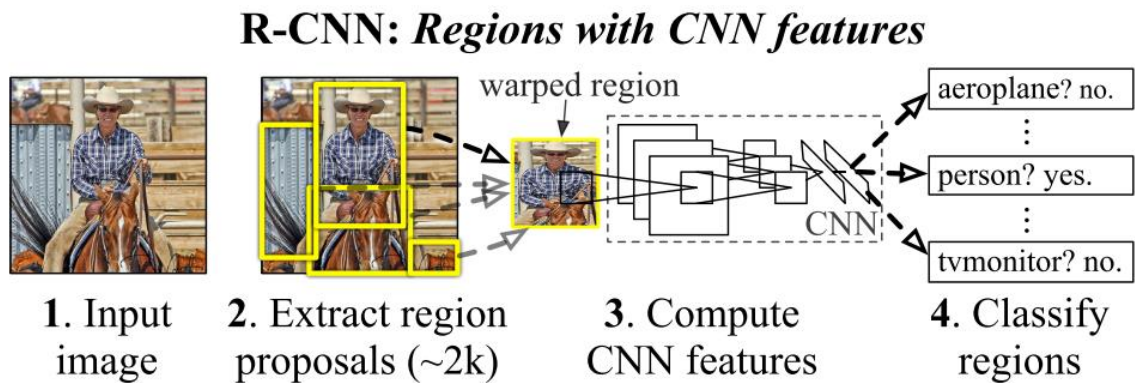 R-CNN: Regions with CNN features
warped region
aeroplane? no.
person? yes.
CNN
tvmonitor? no.
1. Input
image
2. Extract region
proposals (~2k)
3. Compute
CNN features
4. Classify
regions